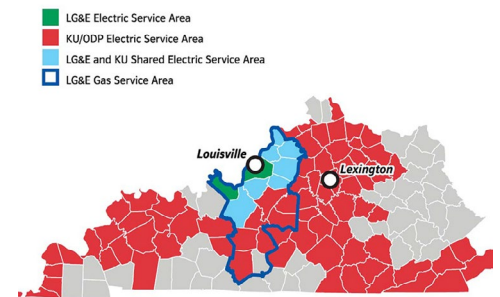 LG&E Electric Service Area
KU/ODP Electric Service Area
LG&E and KU Shared Electric Service Area
LG&E Gas Service Area
Louisville
Lexington